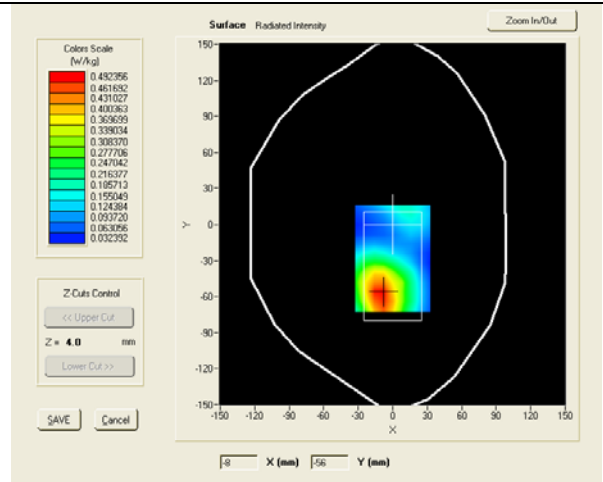 Surface Radiated Intensity
Zoom In/Out
Colors Scale
(W/kg)
0.492356
0.461692
0.431027
0.400363
0.369699
0.339034
0.308370
0.277706
0.247042
0.216377
0.185713
0.155049
0.124384
0.093720
0.063056
0.032392
Z-Cuts Control
<< Upper Cut
Z = 4.0 mm
Lower Cut >>
SAVE Cancel
150-
120-
90-
60-
30-
0-
-30-
-60-
-90-
-120-
-150-
Y
-150 -120 -90 -60 -30 0 30 60 90 120 150
X
-8 X (mm) -56 Y (mm)